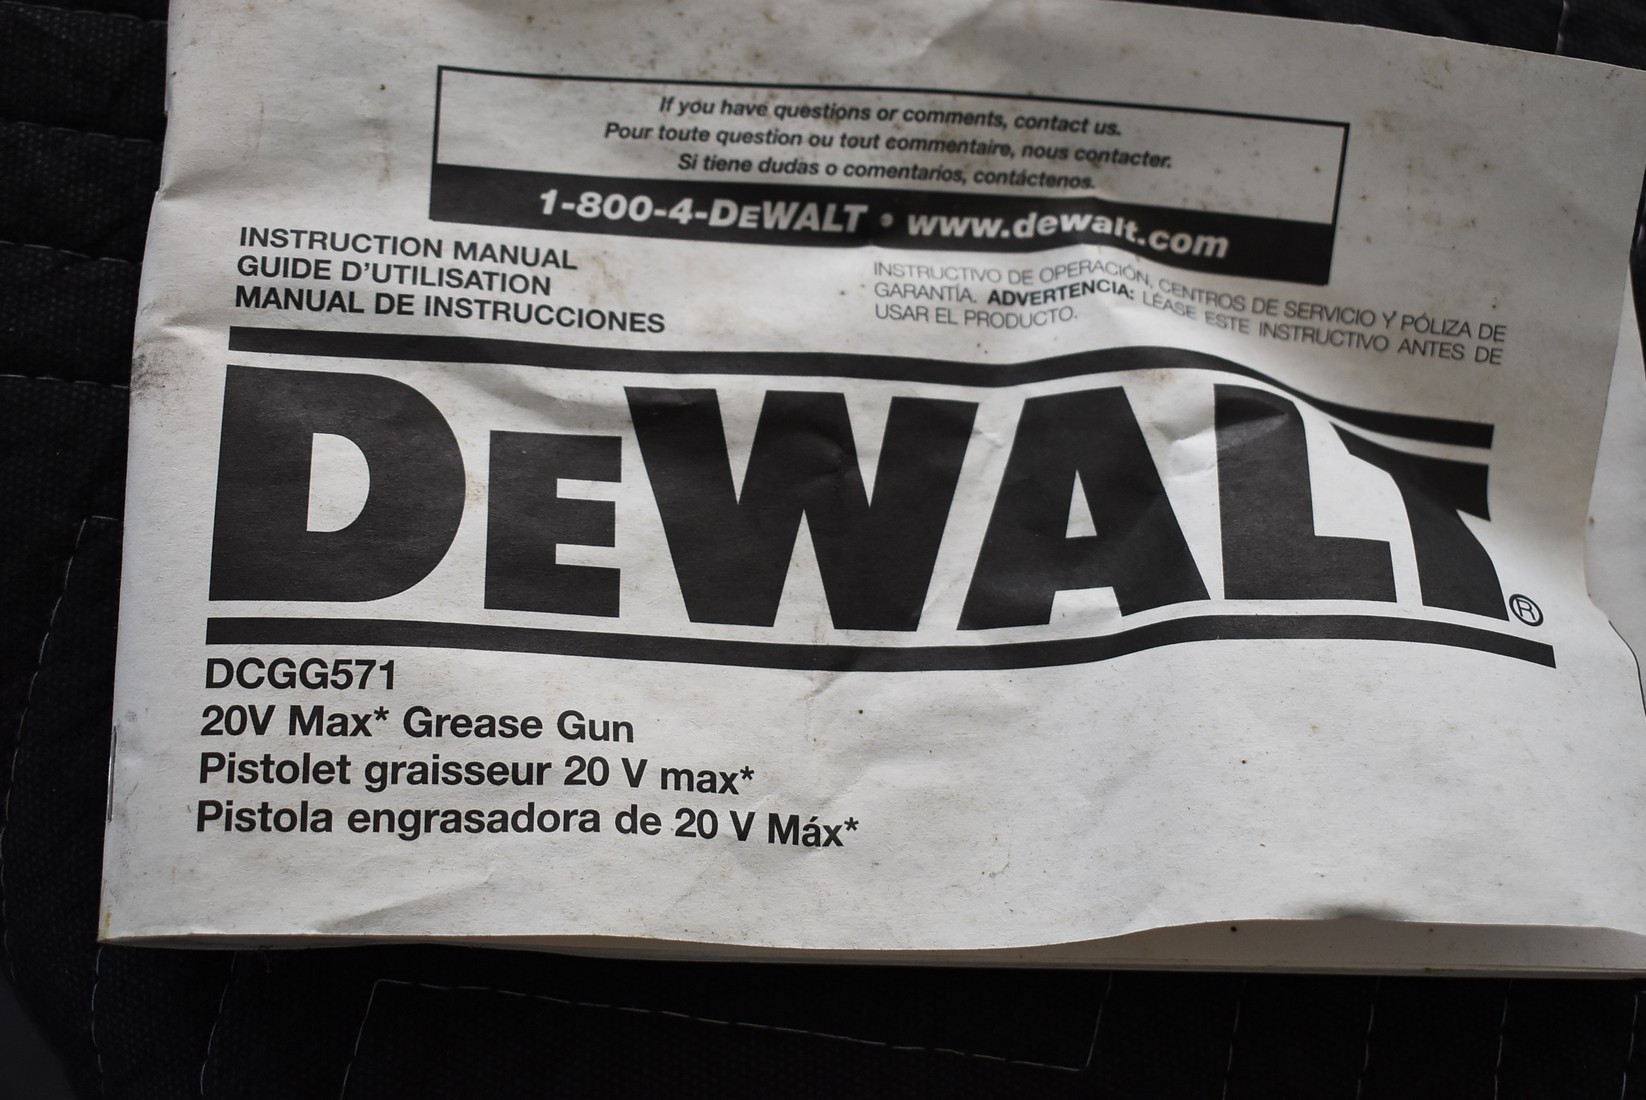 If you have questions or comments, contact us.
Pour toute question ou tout commentaire, nous contacter.
Si tiene dudas o comentarios, contáctenos.
1-800-4-DEWALT • www.dewalt.com
INSTRUCTION MANUAL
GUIDE D'UTILISATION
MANUAL DE INSTRUCCIONES
INSTRUCTIVO DE OPERACIÓN, CENTROS DE SERVICIO Y PÓLIZA DE
GARANTÍA. ADVERTENCIA: LÉASE ESTE INSTRUCTIVO ANTES DE
USAR EL PRODUCTO.
DEWALT®
DCGG571
20V Max* Grease Gun
Pistolet graisseur 20 V max*
Pistola engrasadora de 20 V Máx*